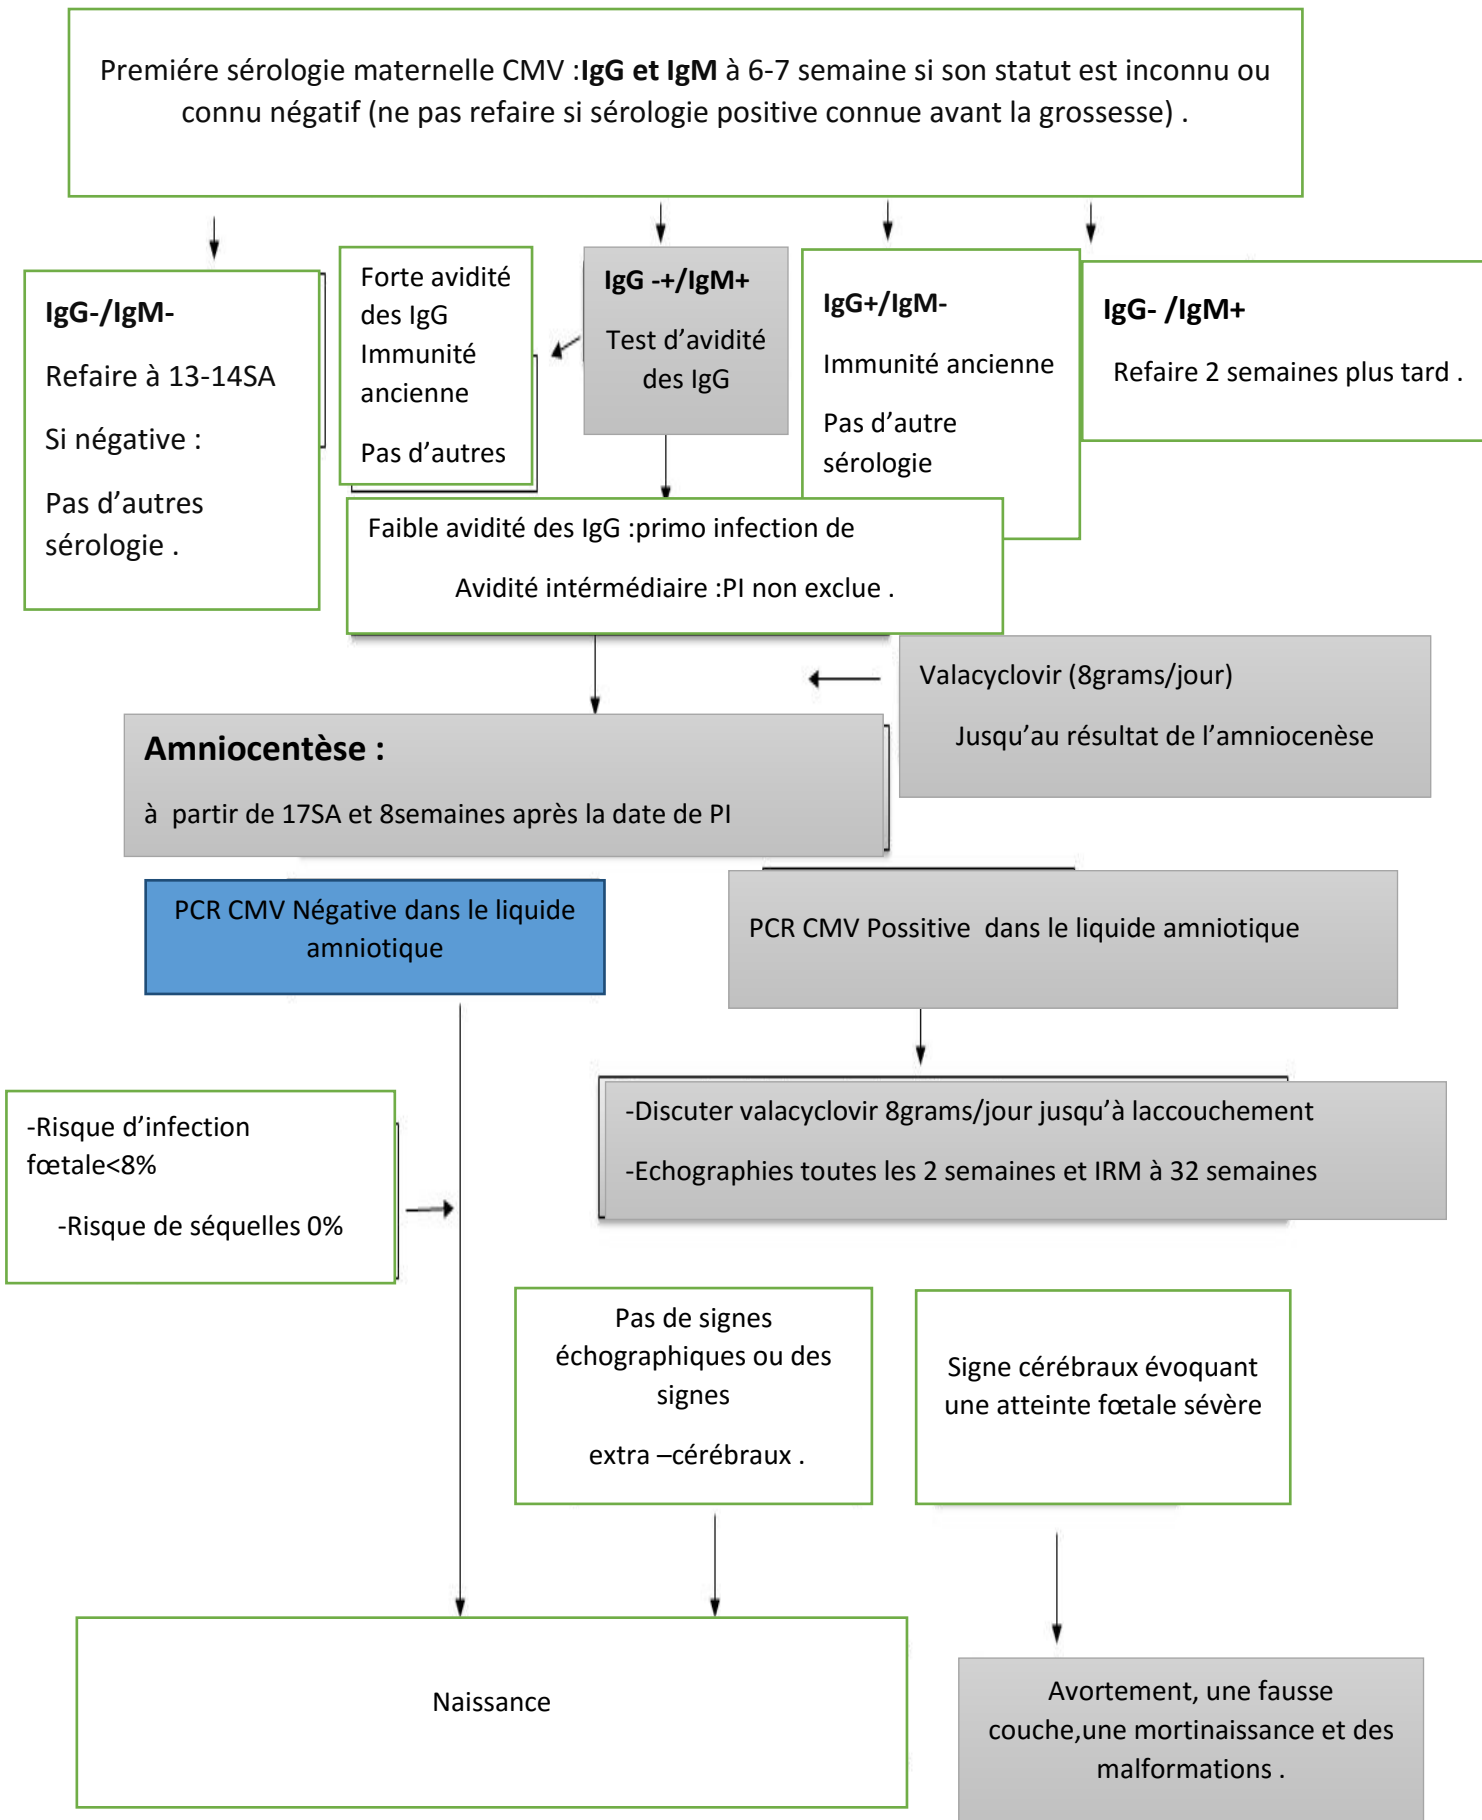 Premiére sérologie maternelle CMV :IgG et IgM à 6-7 semaine si son statut est inconnu ou
connu négatif (ne pas refaire si sérologie positive connue avant la grossesse) .
IgG-/IgM-
Refaire à 13-14SA
Si négative :
Pas d’autres
sérologie .
Forte avidité
des IgG
Immunité
ancienne
Pas d’autres
IgG -+/IgM+
Test d’avidité
des IgG
IgG+/IgM-
Immunité ancienne
Pas d’autre
sérologie
IgG- /IgM+
Refaire 2 semaines plus tard .
Faible avidité des IgG :primo infection de
Avidité intérmédiaire :PI non exclue .
Valacyclovir (8grams/jour)
Jusqu’au résultat de l’amniocenèse
Amniocentèse :
à partir de 17SA et 8semaines après la date de PI
PCR CMV Négative dans le liquide
amniotique
PCR CMV Possitive dans le liquide amniotique
-Risque d’infection
fœtale<8%
-Risque de séquelles 0%
-Discuter valacyclovir 8grams/jour jusqu’à laccouchement
-Echographies toutes les 2 semaines et IRM à 32 semaines
Pas de signes
échographiques ou des
signes
extra –cérébraux .
Signe cérébraux évoquant
une atteinte fœtale sévère
Naissance
Avortement, une fausse
couche,une mortinaissance et des
malformations .